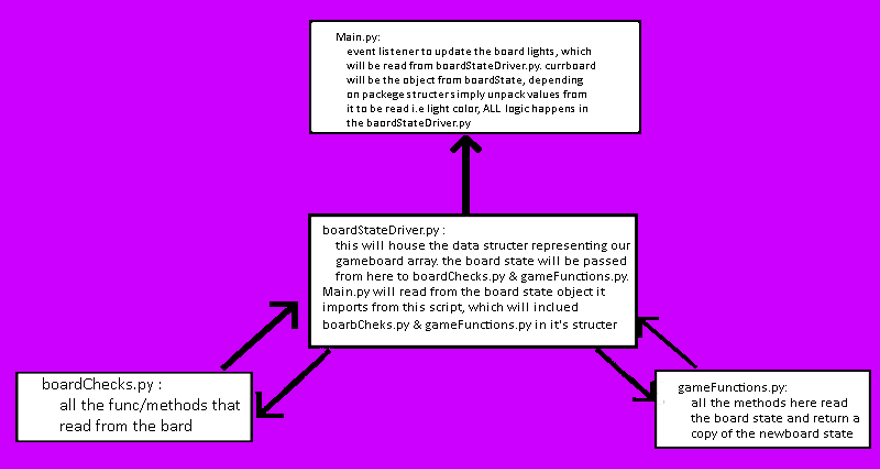 Main.py:
event listener to update the board lights, which
will be read from boardStateDriver.py. currboard
will be the object from boardState, depending
on packege structers simply unpack values from
it to be read i.e light color, ALL logic happens in
the baordStateDriver.py
boardStateDriver.py :
this will house the data structer representing our
gameboard array. the board state will be passed
from here to boardChecks.py & gameFunctions.py.
Main.py will read from the board state object it
imports from this script, which will inclued
boarbCheks.py & gameFunctions.py in it's structer
boardChecks.py :
all the func/methods that
read from the bard
gameFunctions.py:
all the methods here read
the board state and return a
copy of the newboard state